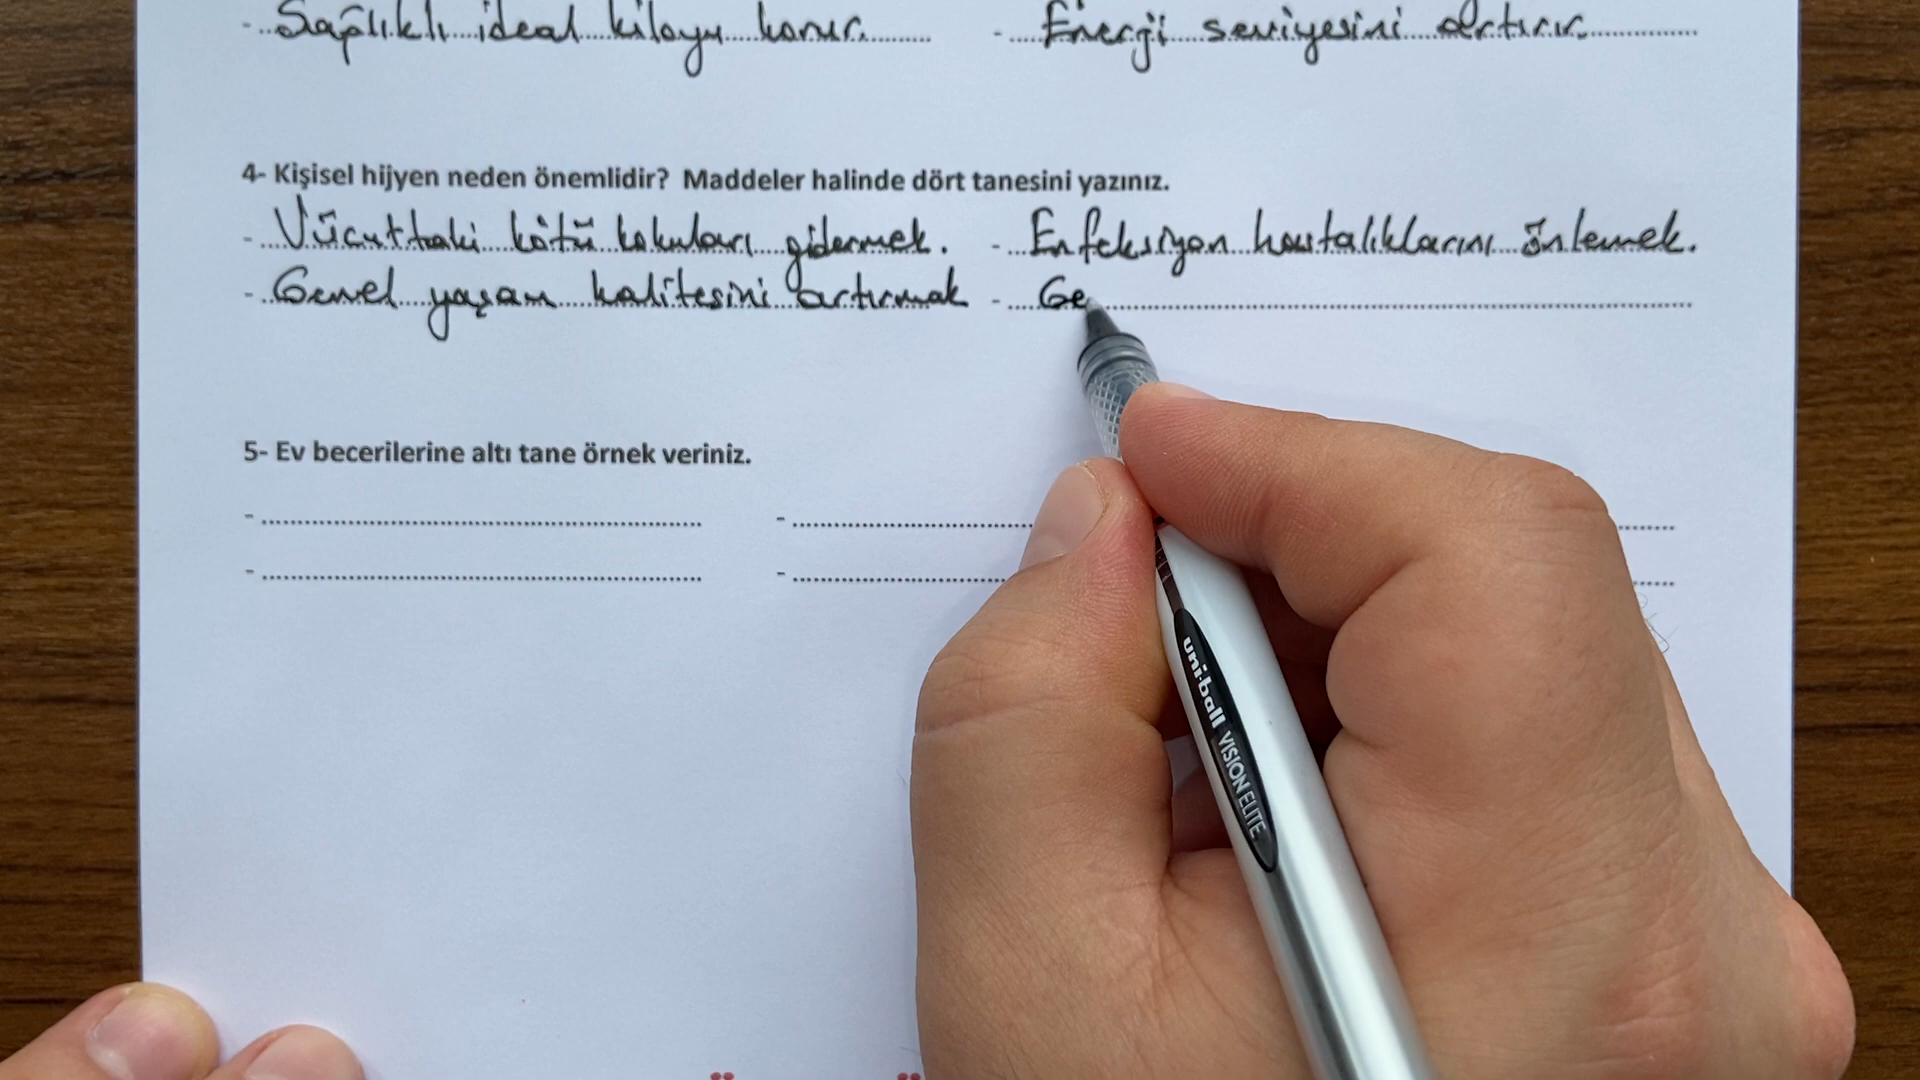 - Sağlıklı ideal kiloyu korur. - Enerji seviyesini artırır.
4- Kişisel hijyen neden önemlidir? Maddeler halinde dört tanesini yazınız.
- Vücuttaki kötü kokuları gidermek. - Enfeksiyon hastalıklarını önlemek.
- Genel yaşam kalitesini artırmak - Ge
5- Ev becerilerine altı tane örnek veriniz.
uni-ball VISION ELITE